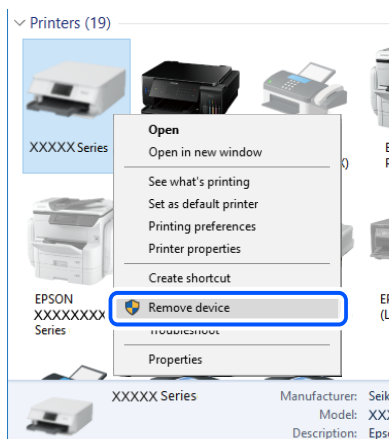 Printers (19)
XXXXX Series
Open
Open in new window
See what's printing
Set as default printer
Printing preferences
Printer properties
Create shortcut
Remove device
Troubleshoot
Properties
EPSON
XXXXXXXX
Series
XXXXX Series
Manufacturer:
Model:
Description: